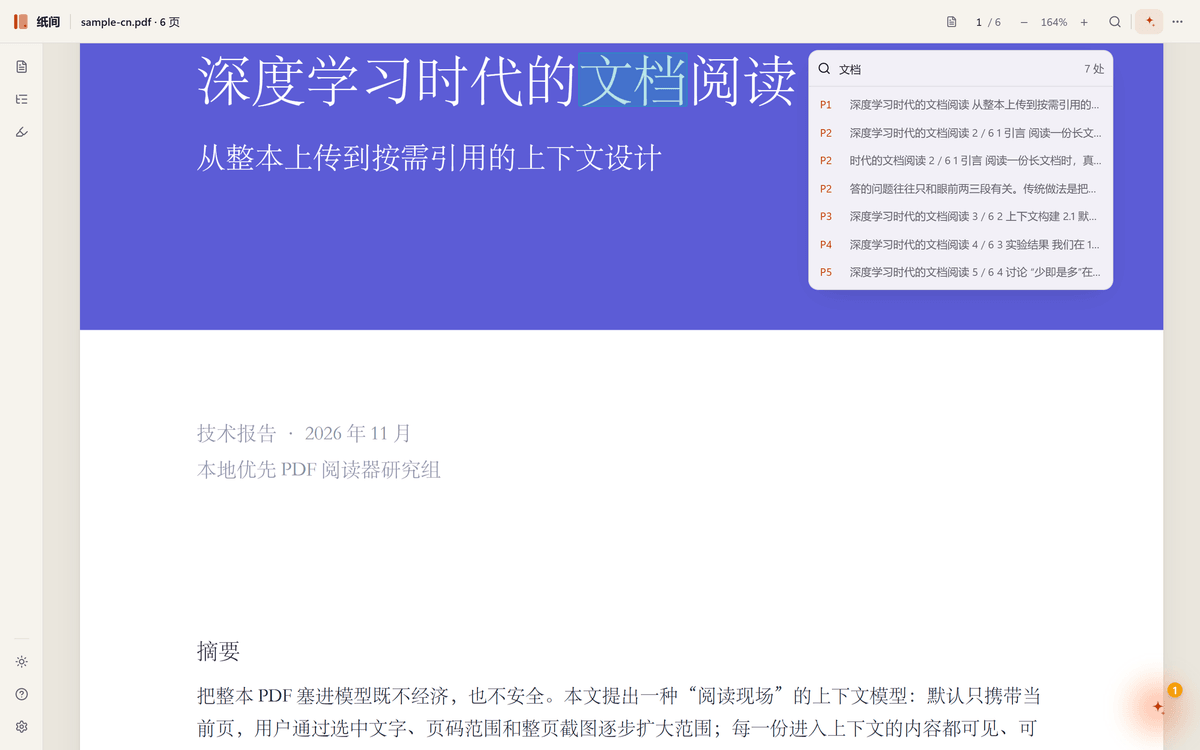 纸间 sample-cn.pdf · 6 页 1 / 6 − 164% +
深度学习时代的文档阅读
从整本上传到按需引用的上下文设计
文档 7 处
P1 深度学习时代的文档阅读 从整本上传到按需引用的...
P2 深度学习时代的文档阅读 2 / 6 1 引言 阅读一份长文...
P2 时代的文档阅读 2 / 6 1 引言 阅读一份长文档时，真...
P2 答的问题往往只和眼前两三段有关。传统做法是把...
P3 深度学习时代的文档阅读 3 / 6 2 上下文构建 2.1 默...
P4 深度学习时代的文档阅读 4 / 6 3 实验结果 我们在 1...
P5 深度学习时代的文档阅读 5 / 6 4 讨论 “少即是多”在...
技术报告 · 2026 年 11 月
本地优先 PDF 阅读器研究组
摘要
把整本 PDF 塞进模型既不经济，也不安全。本文提出一种“阅读现场”的上下文模型：默认只携带当
前页，用户通过选中文字、页码范围和整页截图逐步扩大范围；每一份进入上下文的内容都可见、可
1